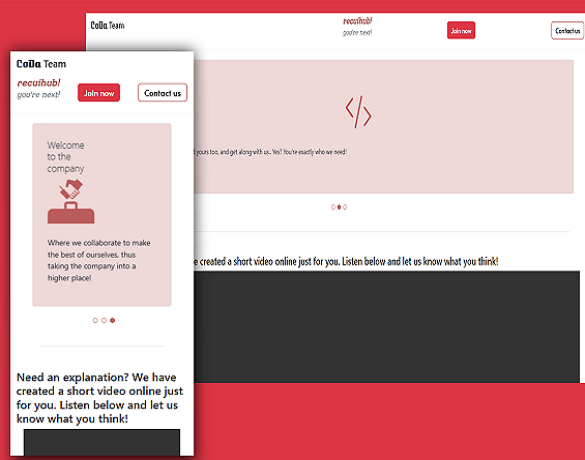 CoDa Team
recuihub!
you're next!
Join now
Contact us
Welcome
to the
company
Where we collaborate to make
the best of ourselves, thus
taking the company into a
higher place!
Need an explanation? We have
created a short video online just
for you. Listen below and let us
know what you think!
CoDa Team
recuihub!
you're next!
Join now
Contact us
</>
yours too, and get along with us.. Yes? You're exactly who we need!
created a short video online just for you. Listen below and let us know what you think!